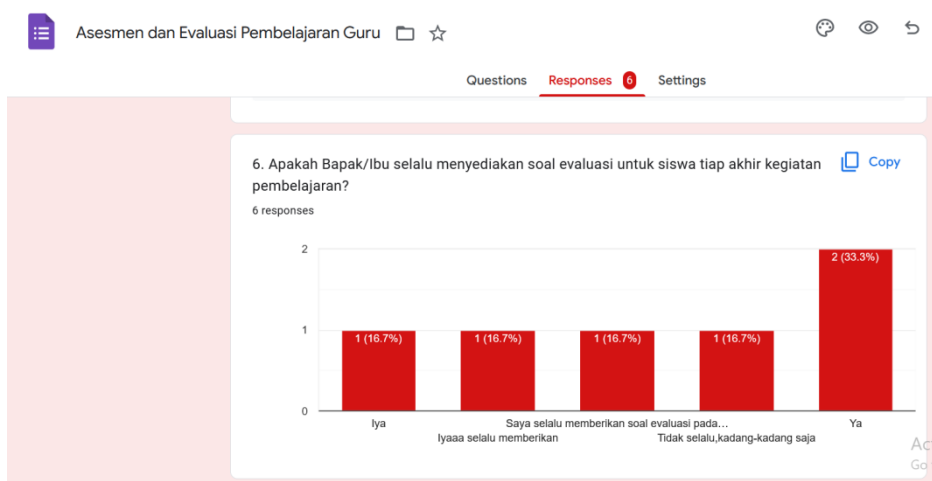 Asesmen dan Evaluasi Pembelajaran Guru
Questions Responses 6 Settings
6. Apakah Bapak/Ibu selalu menyediakan soal evaluasi untuk siswa tiap akhir kegiatan
pembelajaran?
Copy
6 responses
2
1
0
1 (16.7%) 1 (16.7%) 1 (16.7%) 1 (16.7%) 2 (33.3%)
Iya Saya selalu memberikan soal evaluasi pada... Ya
Iyaaa selalu memberikan Tidak selalu,kadang-kadang saja
Go